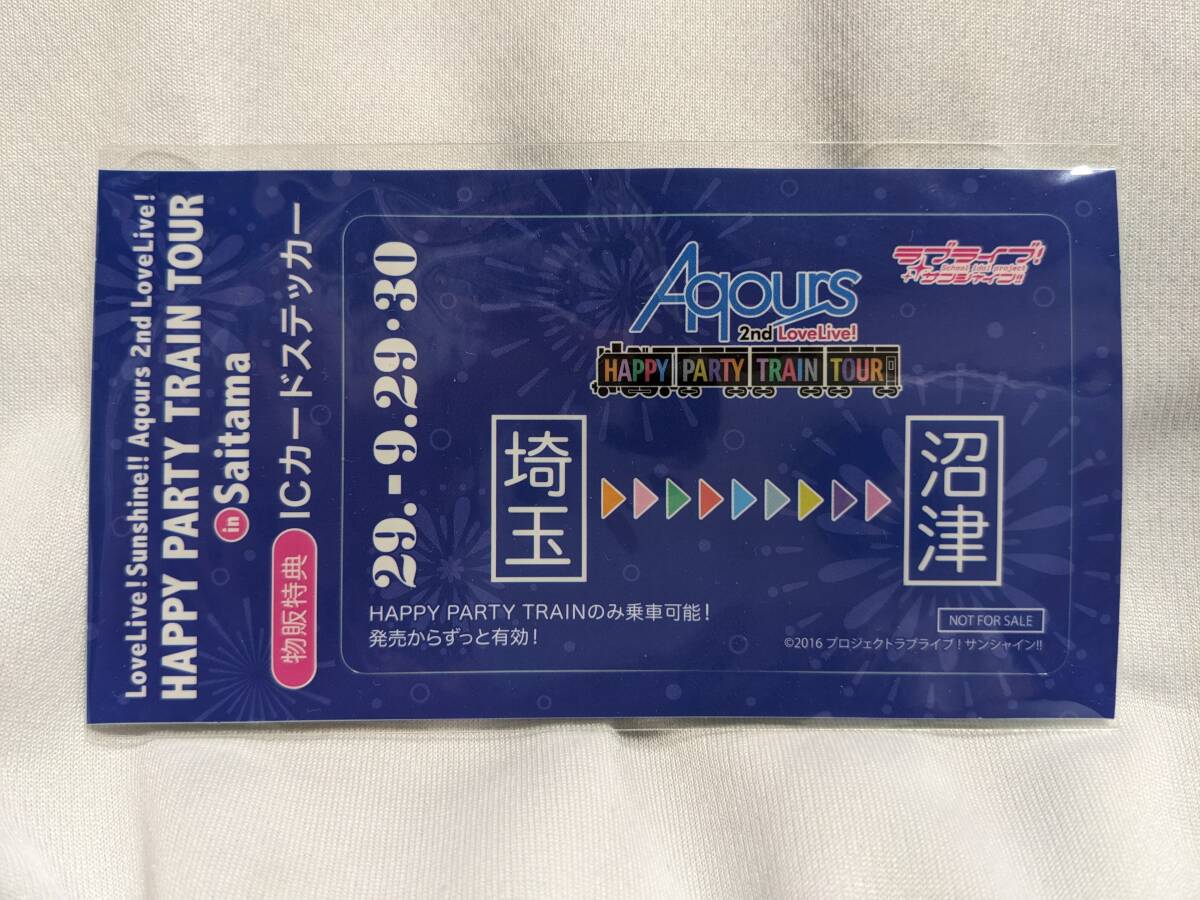 LoveLive! Sunshine!! Aqours 2nd LoveLive!
HAPPY PARTY TRAIN TOUR
in Saitama
物販特典 ICカードステッカー
29.-9.29·30
Aqours
2nd LoveLive!
HAPPY PARTY TRAIN TOUR
ラブライブ!
School idol project
サンシャイン!!
埼玉
沼津
HAPPY PARTY TRAINのみ乗車可能!
発売からずっと有効!
NOT FOR SALE
©2016 プロジェクトラブライブ!サンシャイン!!